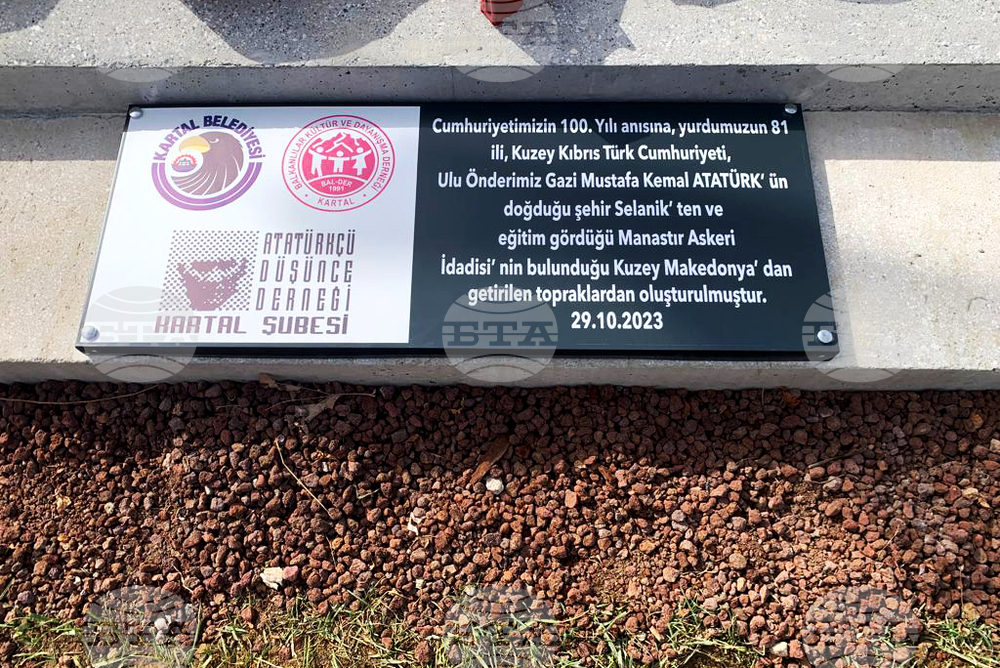 KARTAL BELEDİYESİ
BALKANLILAR KÜLTÜR VE DAYANIŞMA DERNEĞİ
BAL-DER
1991
KARTAL
ATATÜRKÇÜ
DÜŞÜNCE
DERNEĞİ
KARTAL ŞUBESİ
Cumhuriyetimizin 100. Yılı anısına, yurdumuzun 81
ili, Kuzey Kıbrıs Türk Cumhuriyeti,
Ulu Önderimiz Gazi Mustafa Kemal ATATÜRK’ ün
doğduğu şehir Selanik’ ten ve
eğitim gördüğü Manastır Askeri
İdadisi’ nin bulunduğu Kuzey Makedonya’ dan
getirilen topraklardan oluşturulmuştur.
29.10.2023
БТА